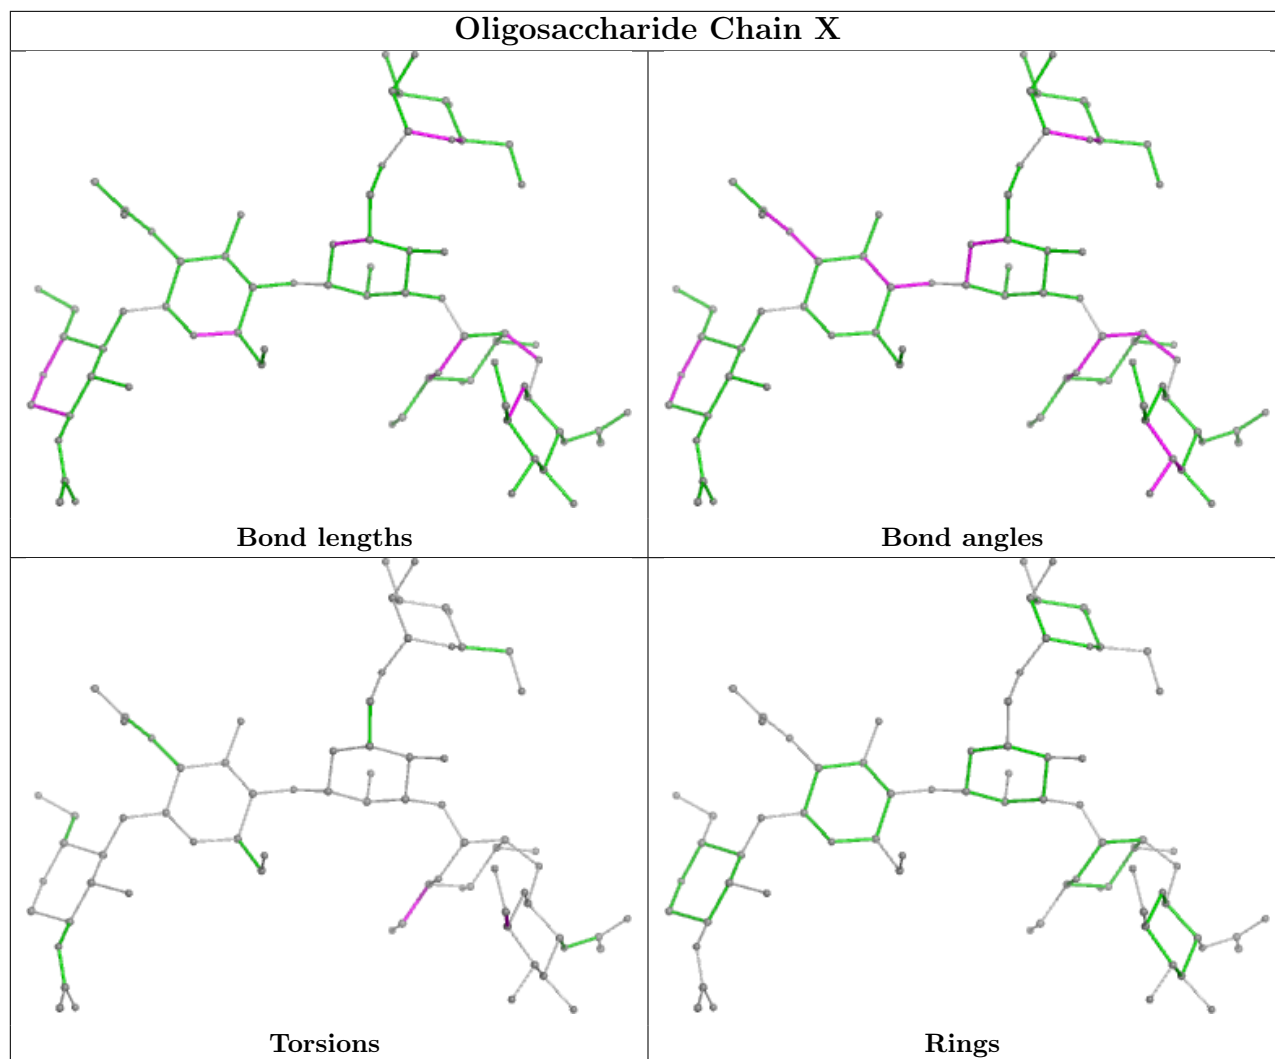 Oligosaccharide Chain X
Bond lengths
Bond angles
Torsions
Rings